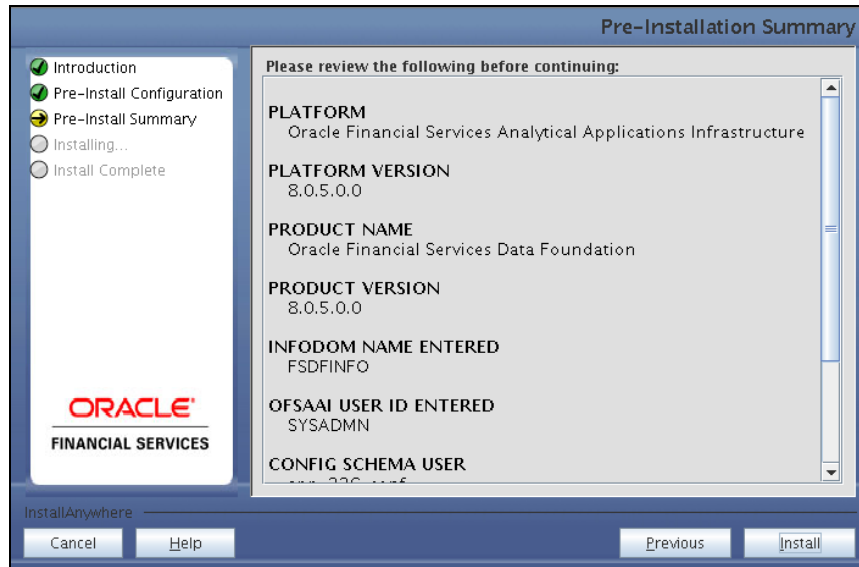 Pre-Installation Summary
Introduction
Pre-Install Configuration
Pre-Install Summary
Installing...
Install Complete
ORACLE
FINANCIAL SERVICES
Please review the following before continuing:
PLATFORM
Oracle Financial Services Analytical Applications Infrastructure
PLATFORM VERSION
8.0.5.0.0
PRODUCT NAME
Oracle Financial Services Data Foundation
PRODUCT VERSION
8.0.5.0.0
INFODOM NAME ENTERED
FSDFINFO
OFSAAI USER ID ENTERED
SYSADMN
CONFIG SCHEMA USER
InstallAnywhere
Cancel
Help
Previous
Install